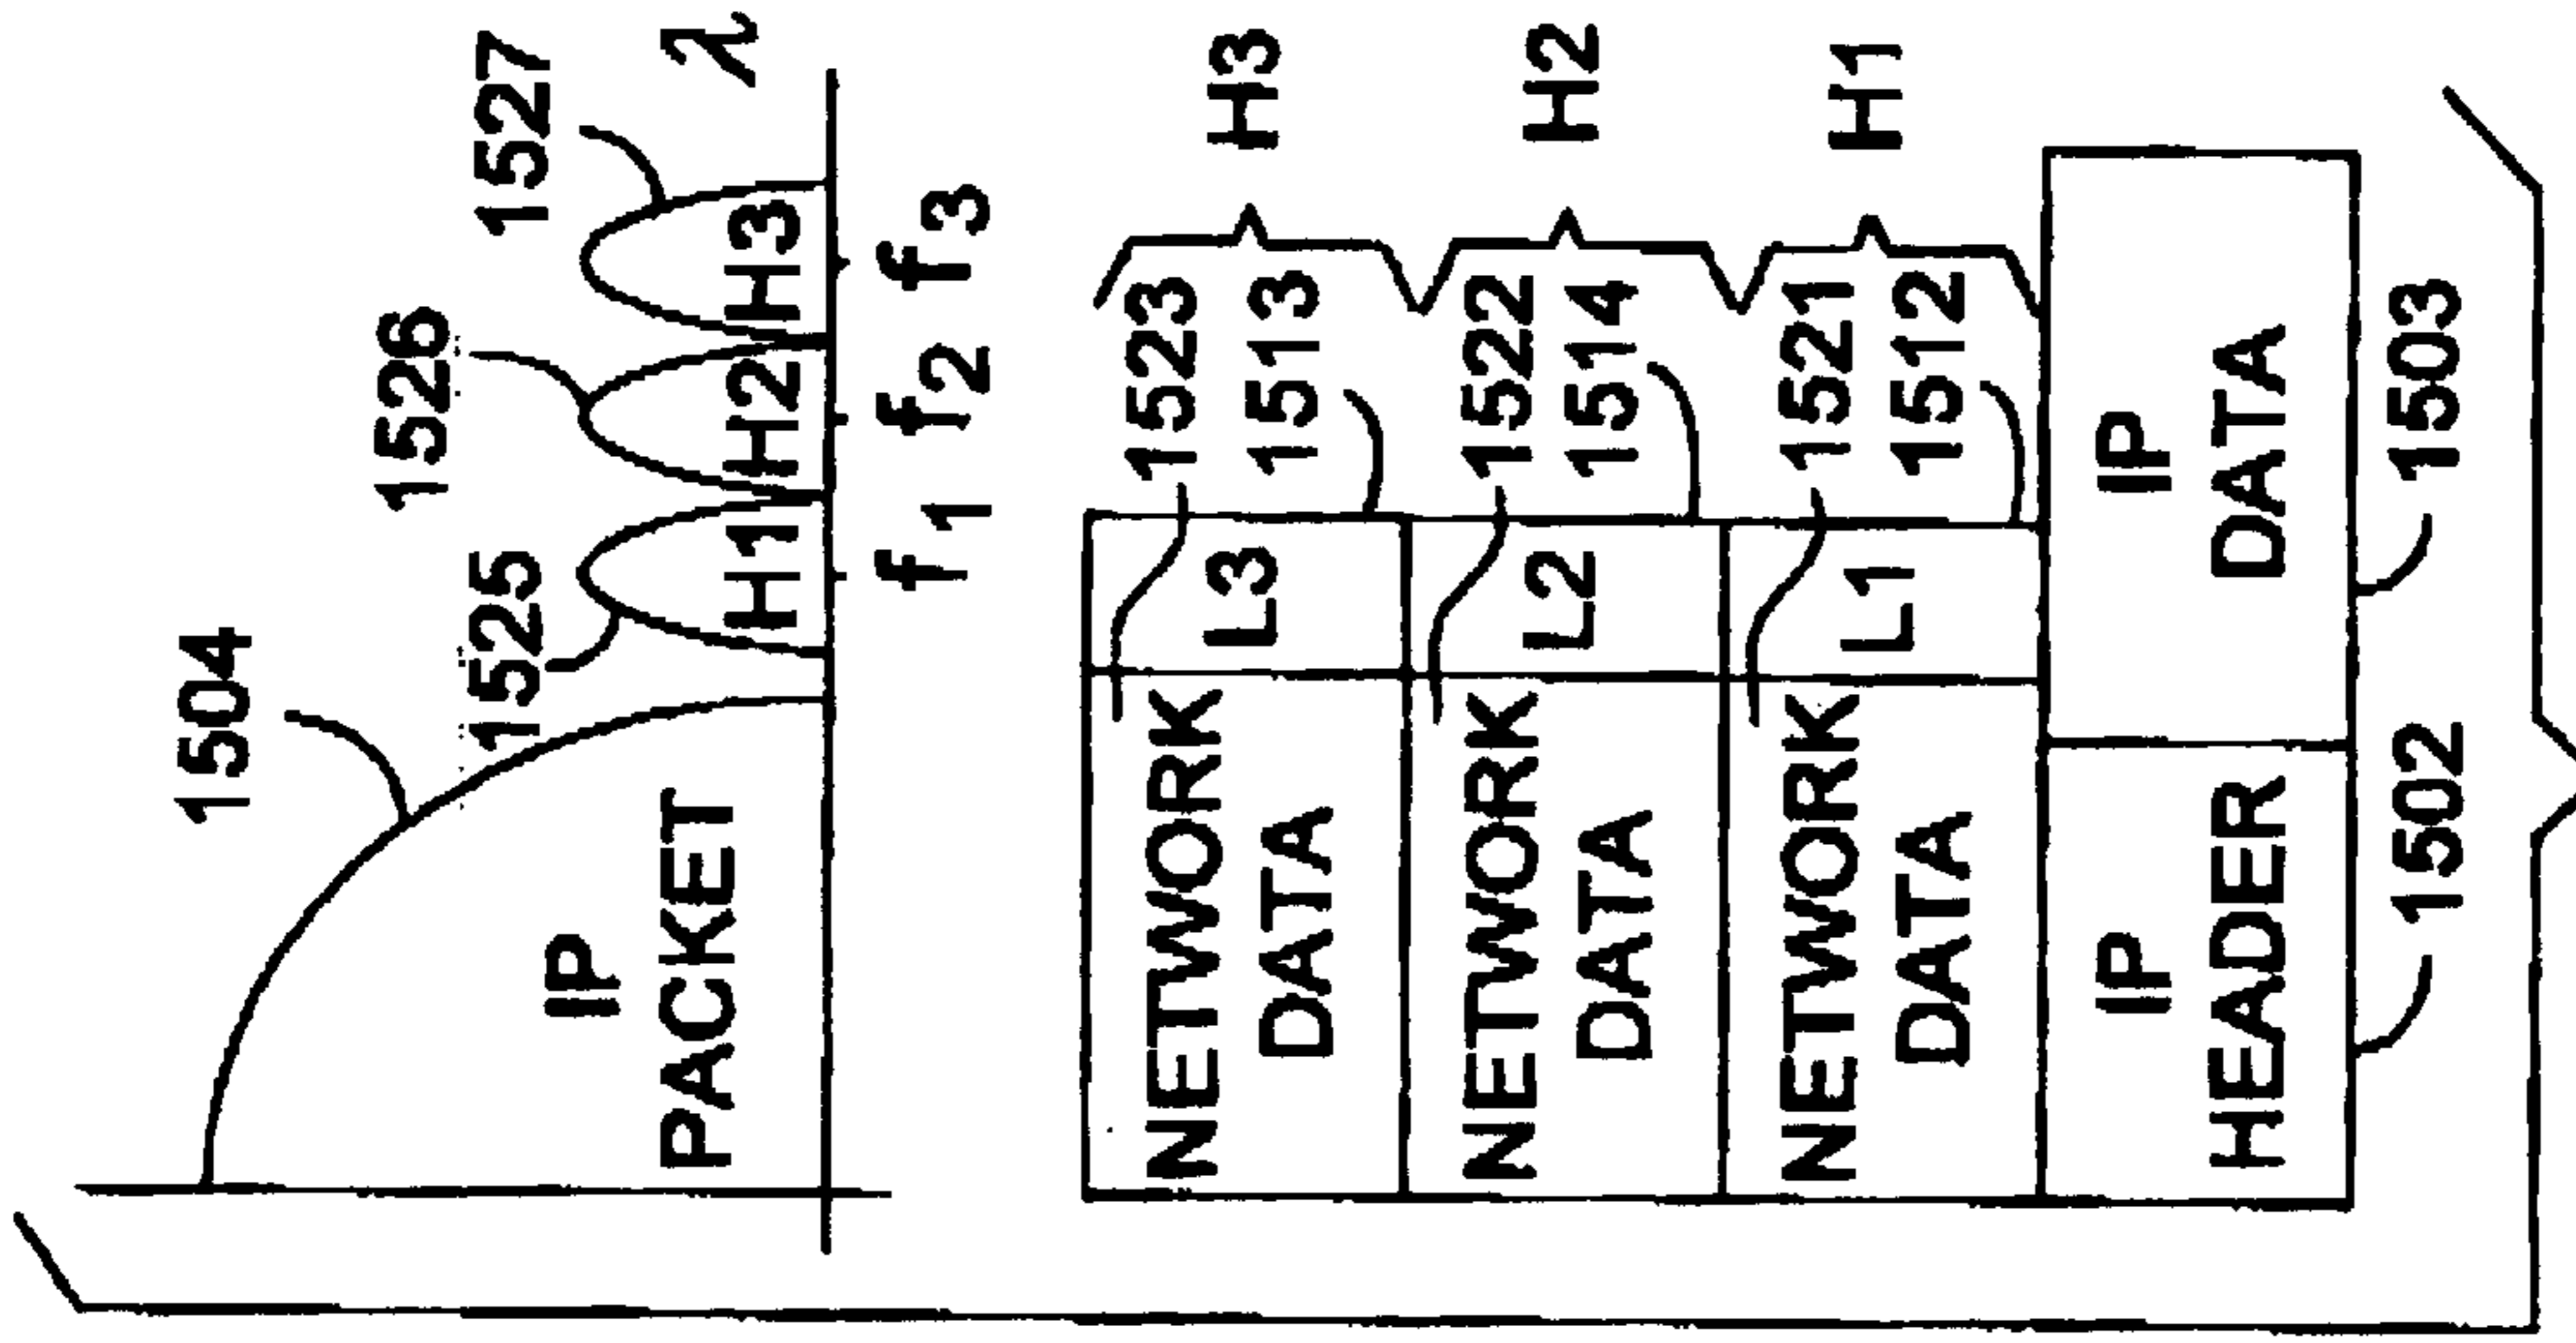 1504
1525
1526
1527
IP
PACKET
H1
H2
H3
λ
f1
f2
f3
NETWORK
DATA
L3
1523
1513
H3
NETWORK
DATA
L2
1522
1514
H2
NETWORK
DATA
L1
1521
1512
H1
IP
HEADER
IP
DATA
1502
1503